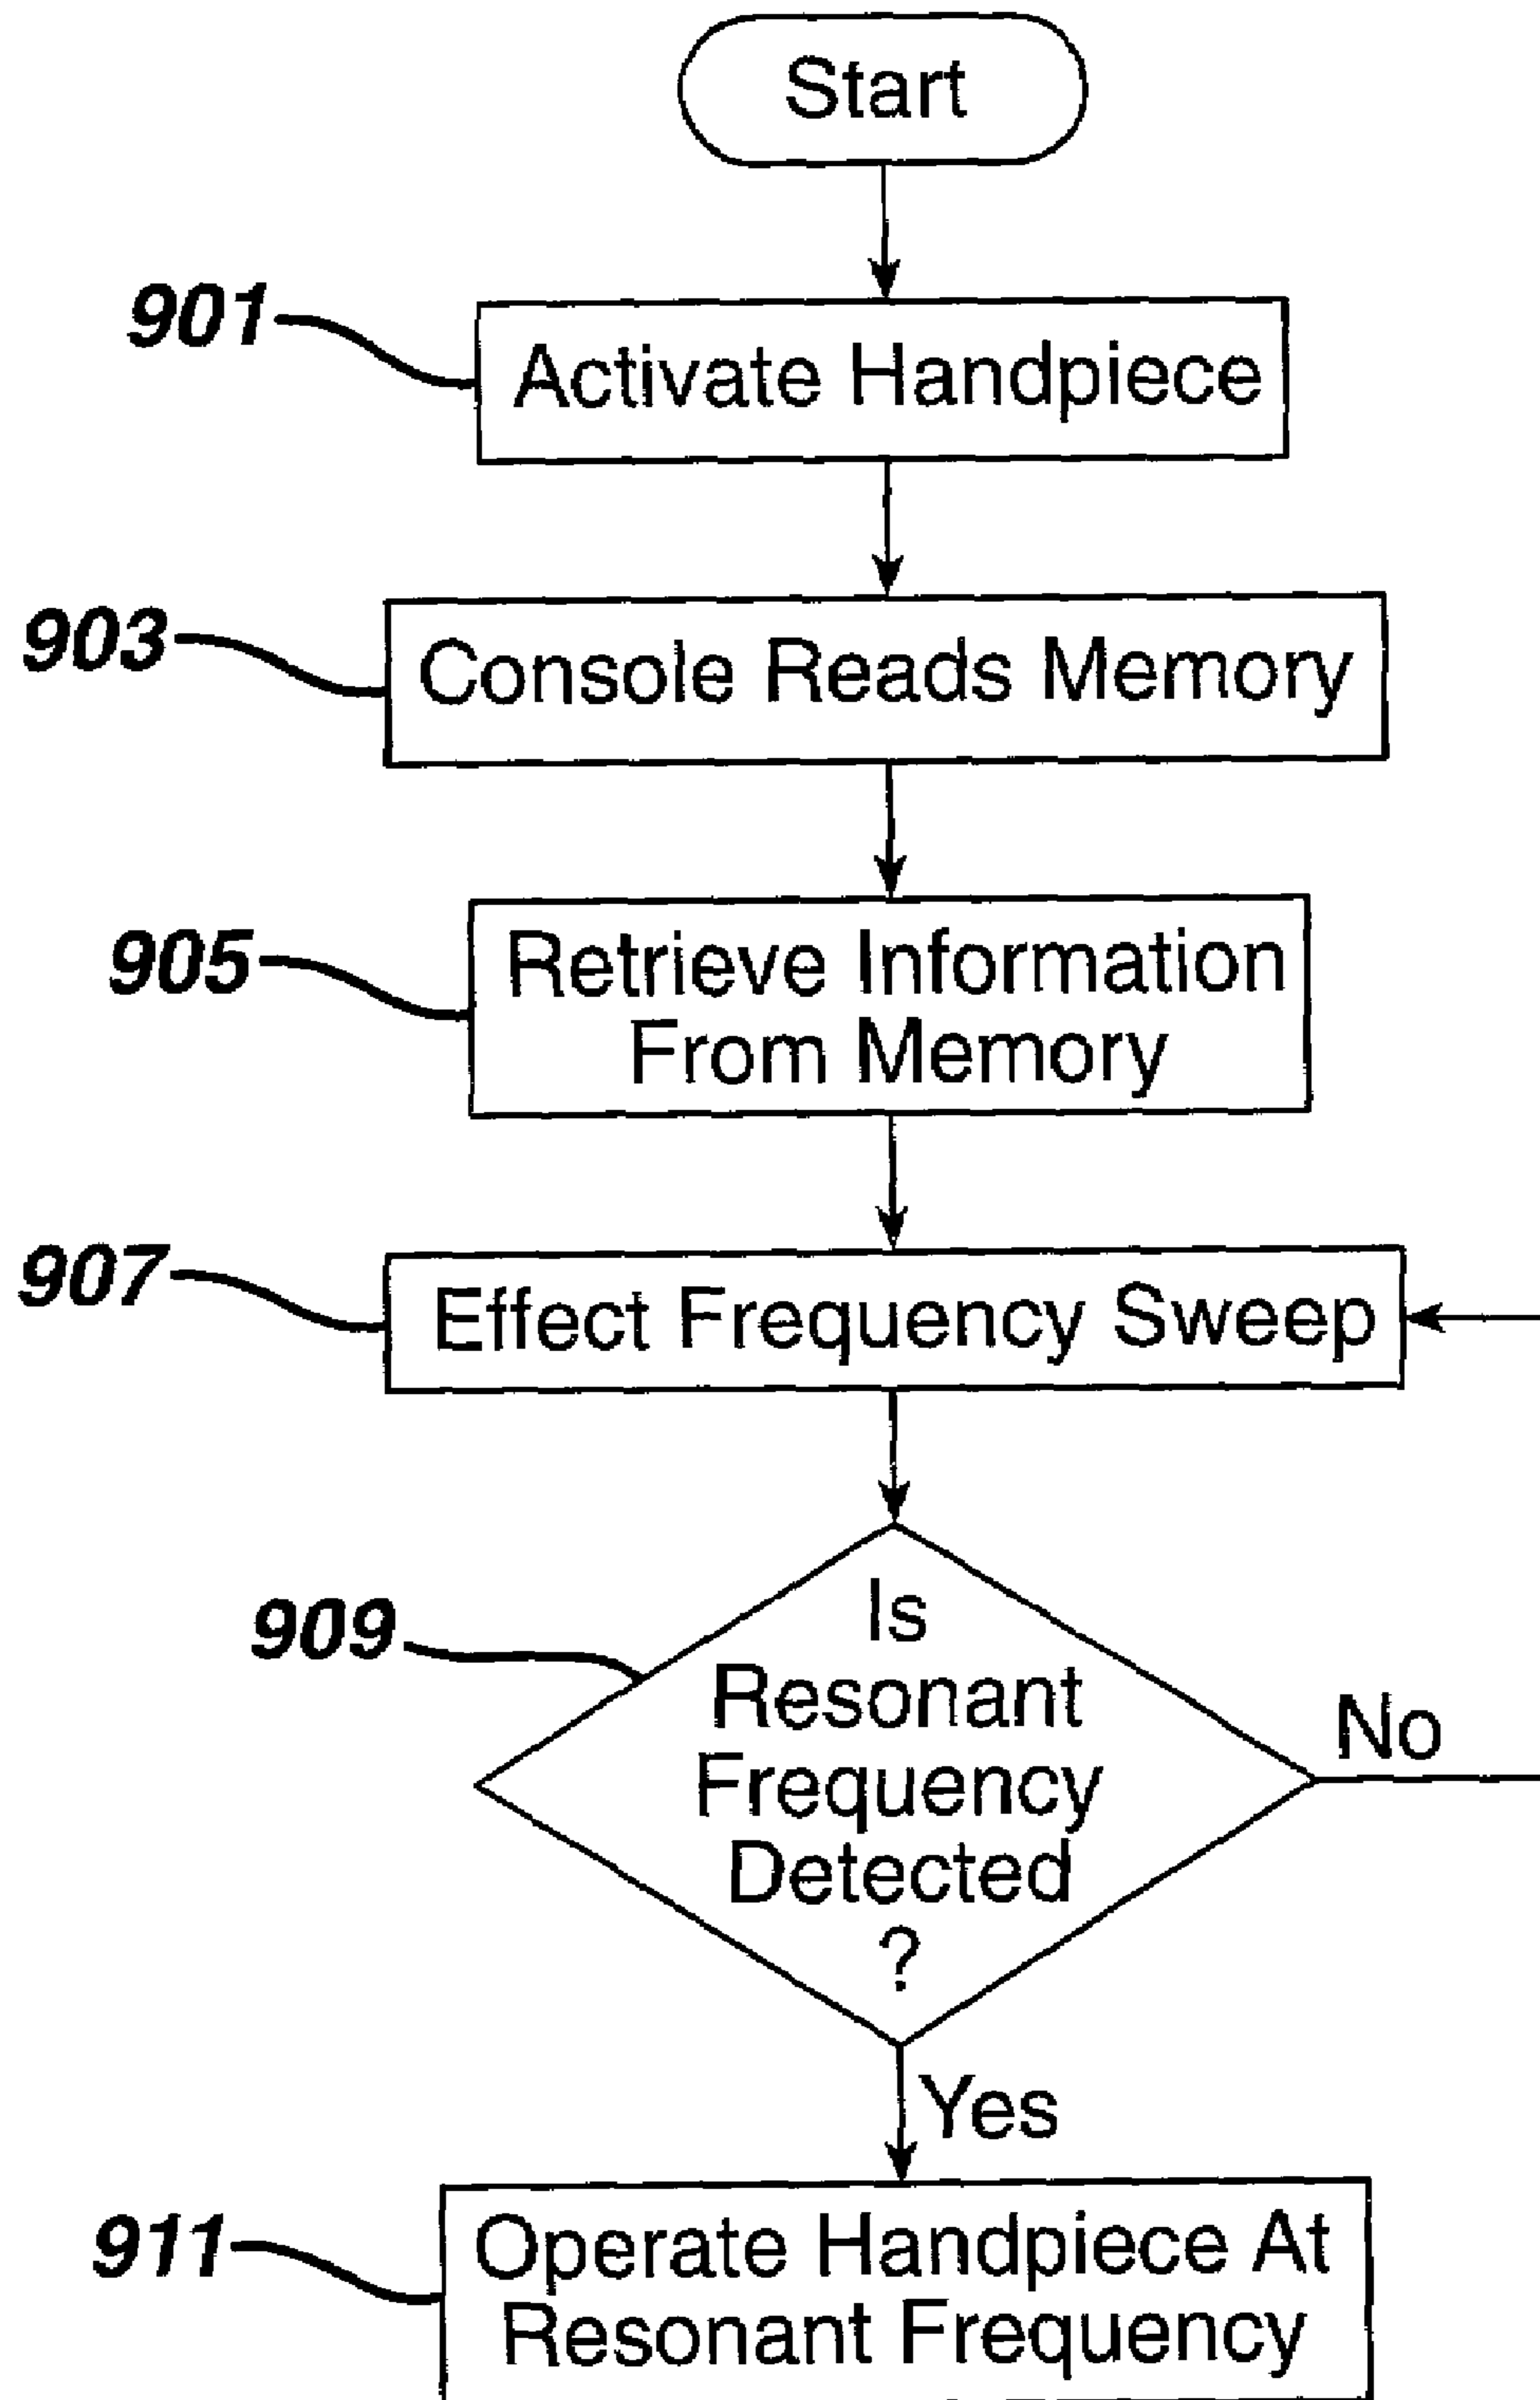 Start
901
Activate Handpiece
903
Console Reads Memory
905
Retrieve Information
From Memory
907
Effect Frequency Sweep
909
Is
Resonant
Frequency
Detected
?
No
Yes
911
Operate Handpiece At
Resonant Frequency